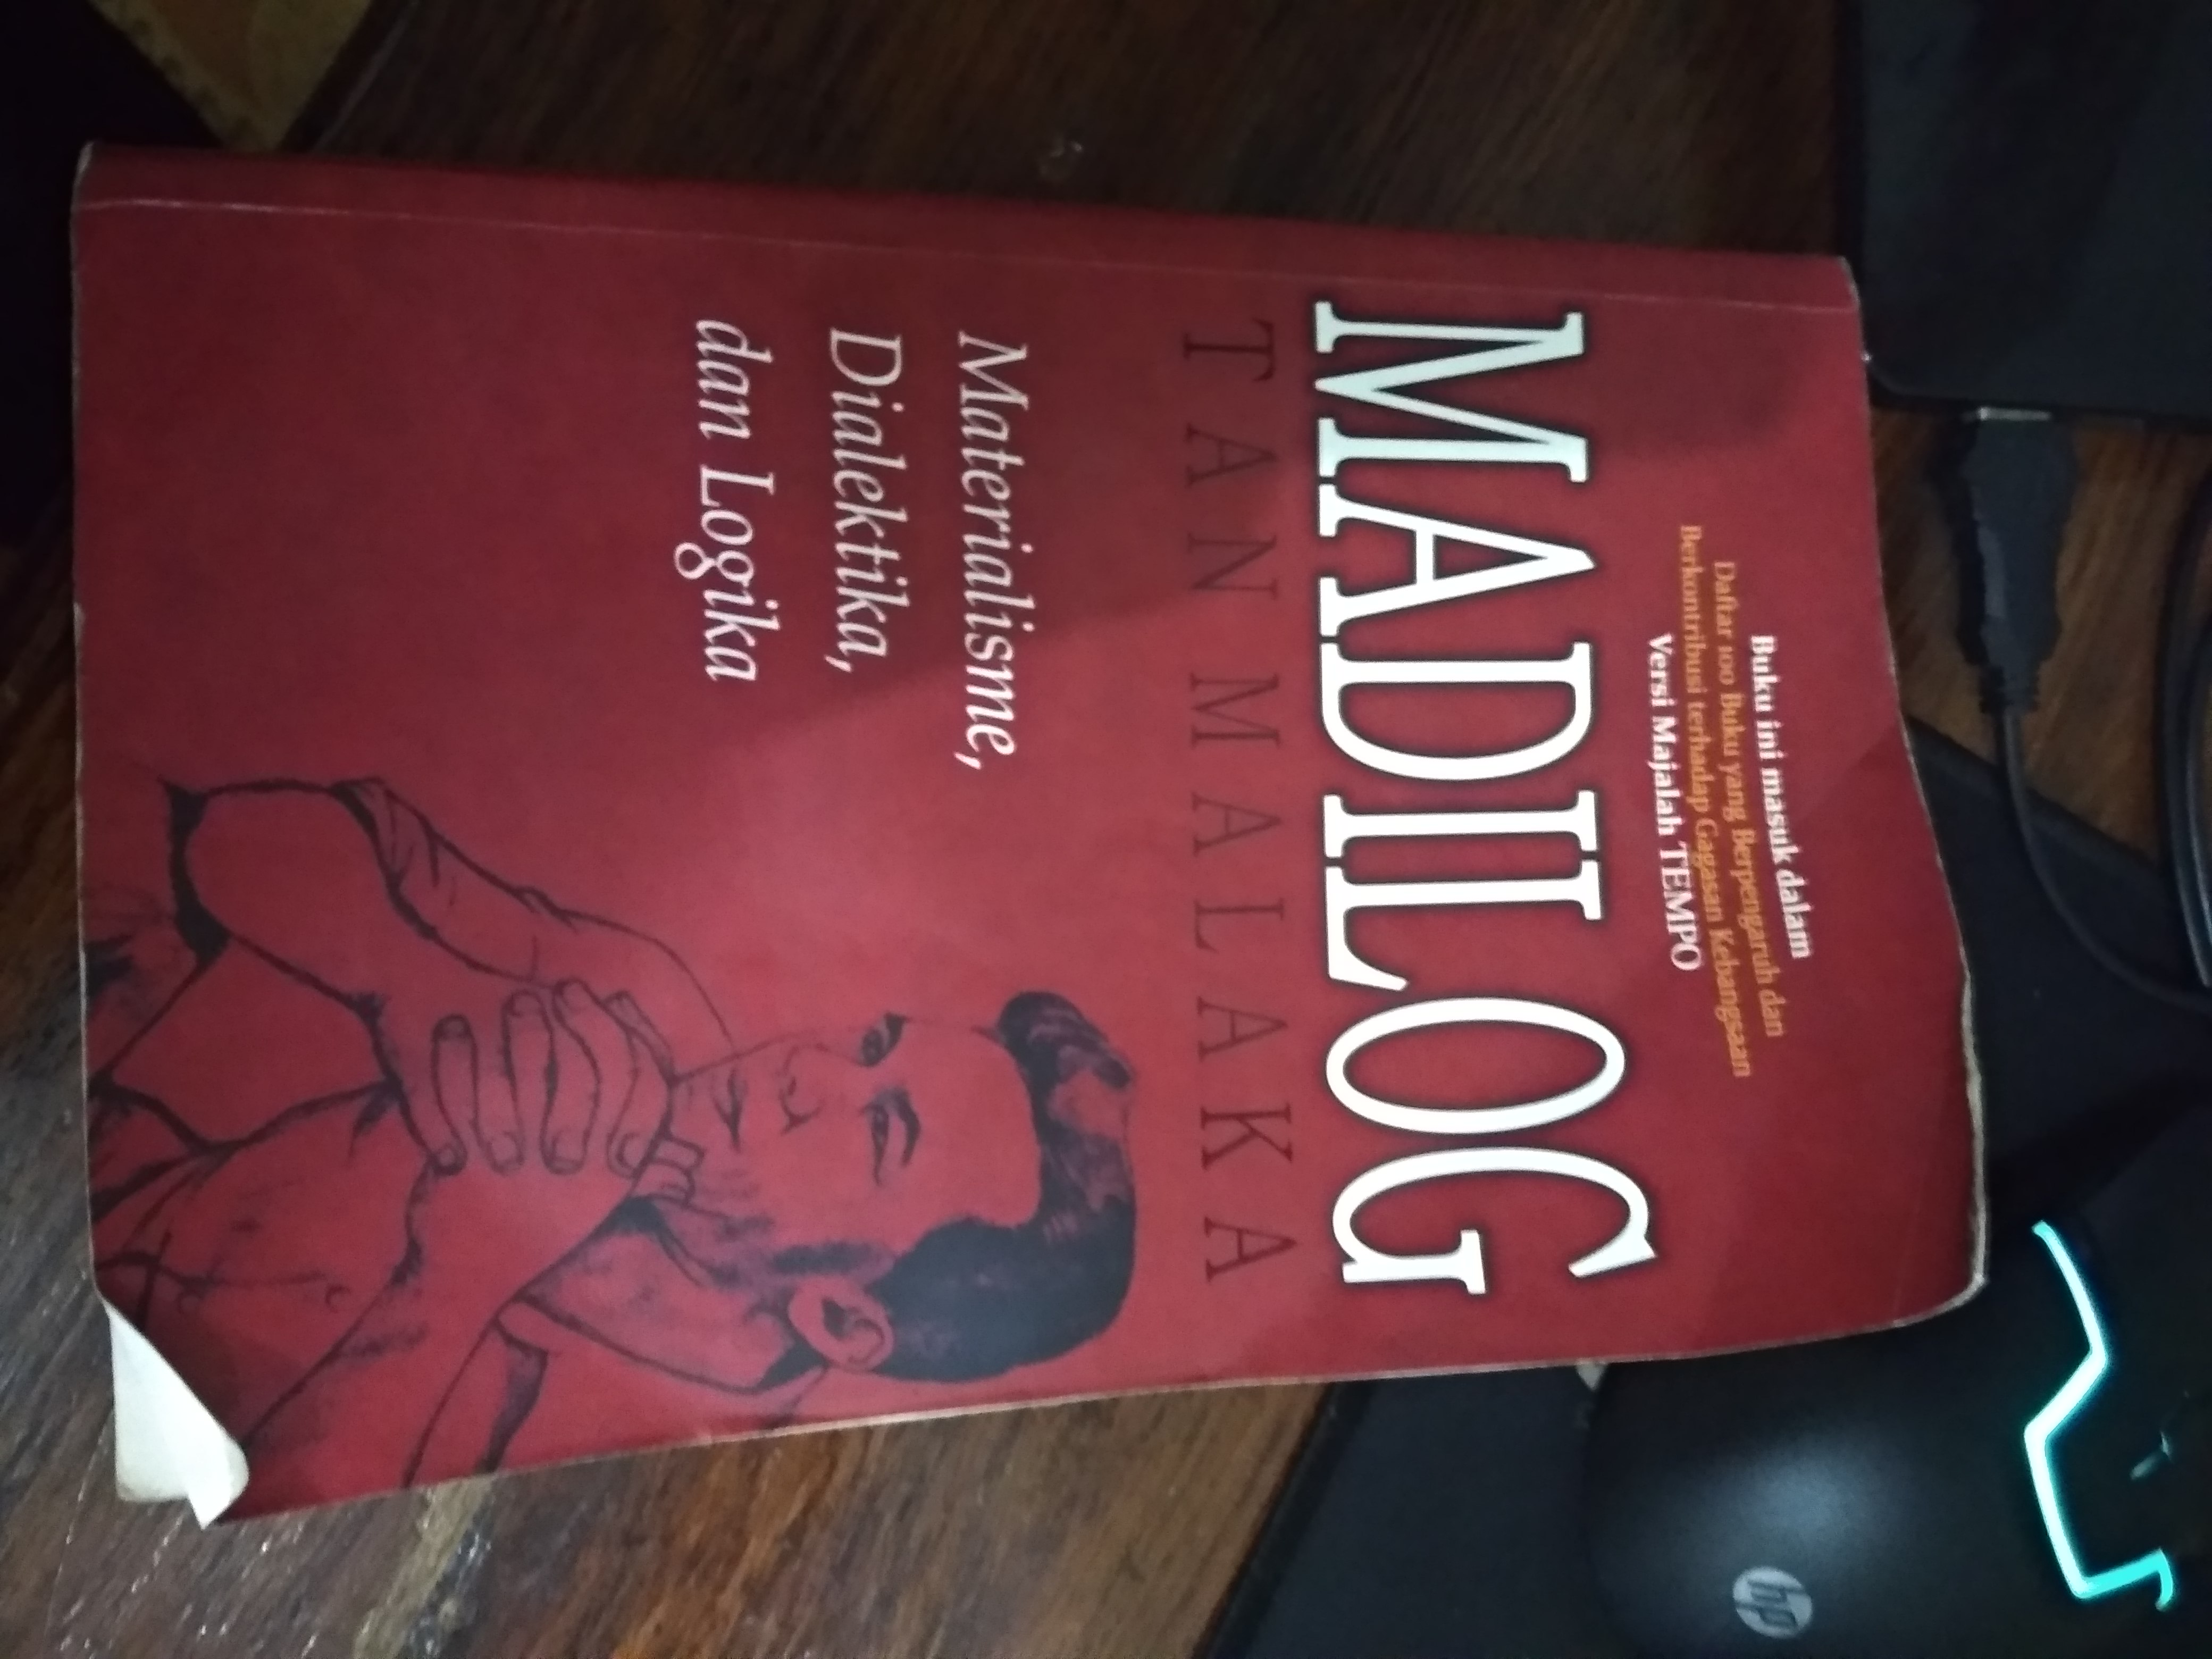 Buku ini masuk dalam
Daftar 100 Buku yang Berpengaruh dan
Berkontribusi terhadap Gagasan Kebangsaan
Versi Majalah TEMPO
MADILOG
TAN MALAKA
Materialisme,
Dialektika,
dan Logika
hp